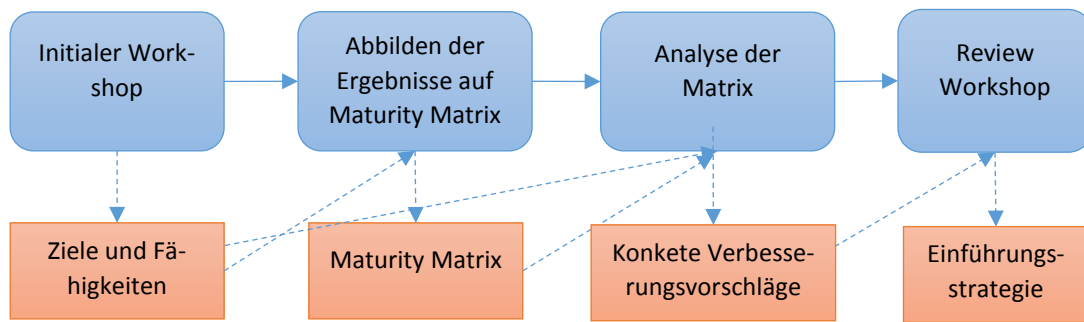 Initialer Work-
shop
Abbilden der
Ergebnisse auf
Maturity Matrix
Analyse der
Matrix
Review
Workshop
Ziele und Fä-
higkeiten
Maturity Matrix
Konkete Verbesse-
rungsvorschläge
Einführungs-
strategie